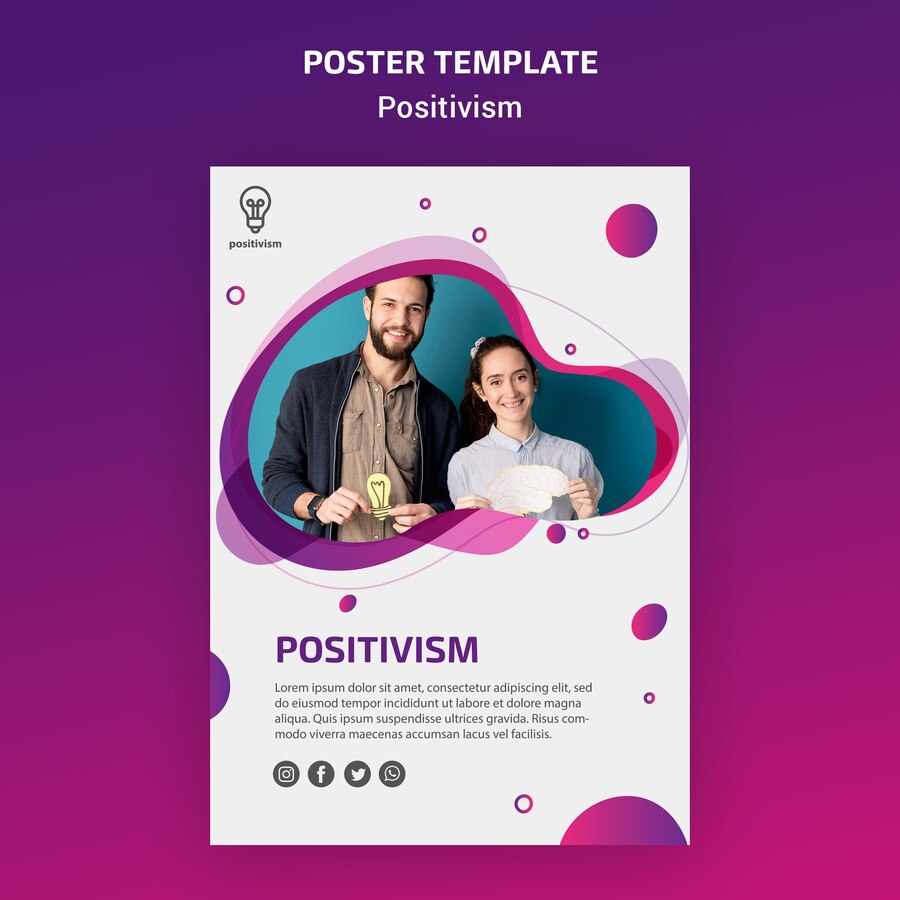 POSTER TEMPLATE
Positivism
positivism
POSITIVISM
Lorem ipsum dolor sit amet, consectetur adipiscing elit, sed
do eiusmod tempor incididunt ut labore et dolore magna
aliqua. Quis ipsum suspendisse ultrices gravida. Risus com-
modo viverra maecenas accumsan lacus vel facilisis.